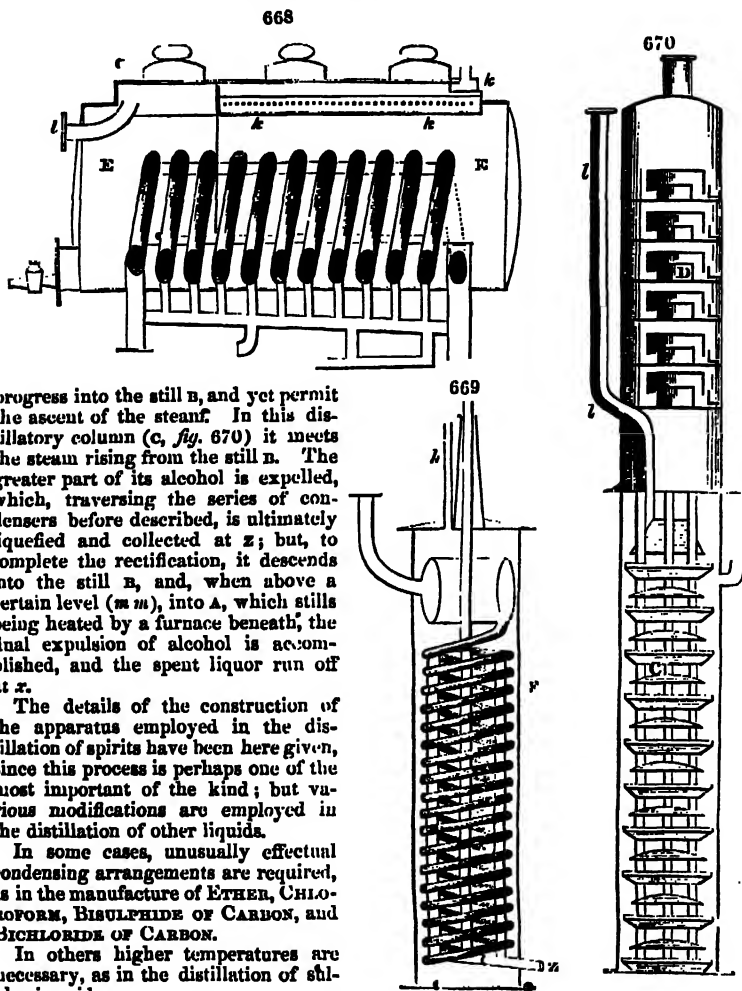 668
c
k
l
k
k
E
E
670
l
D
progress into the still B, and yet permit
the ascent of the steam. In this dis-
tillatory column (C, fig. 670) it meets
the steam rising from the still B. The
greater part of its alcohol is expelled,
which, traversing the series of con-
densers before described, is ultimately
liquefied and collected at z; but, to
complete the rectification, it descends
into the still B, and, when above a
certain level (m m), into A, which stills
being heated by a furnace beneath, the
final expulsion of alcohol is accom-
plished, and the spent liquor run off
at x.
The details of the construction of
the apparatus employed in the dis-
tillation of spirits have been here given,
since this process is perhaps one of the
most important of the kind; but va-
rious modifications are employed in
the distillation of other liquids.
In some cases, unusually effectual
condensing arrangements are required,
as in the manufacture of ETHER, CHLO-
ROFORM, BISULPHIDE OF CARBON, and
BICHLORIDE OF CARBON.
In others higher temperatures are
necessary, as in the distillation of sul-
669
h
F
z
l
C